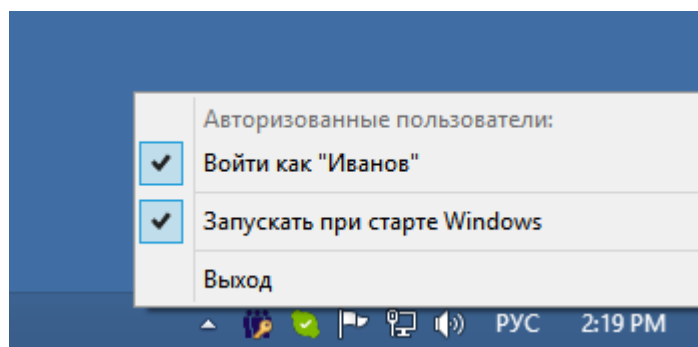 Авторизованные пользователи:
Войти как "Иванов"
Запускать при старте Windows
Выход
РУС 2:19 PM